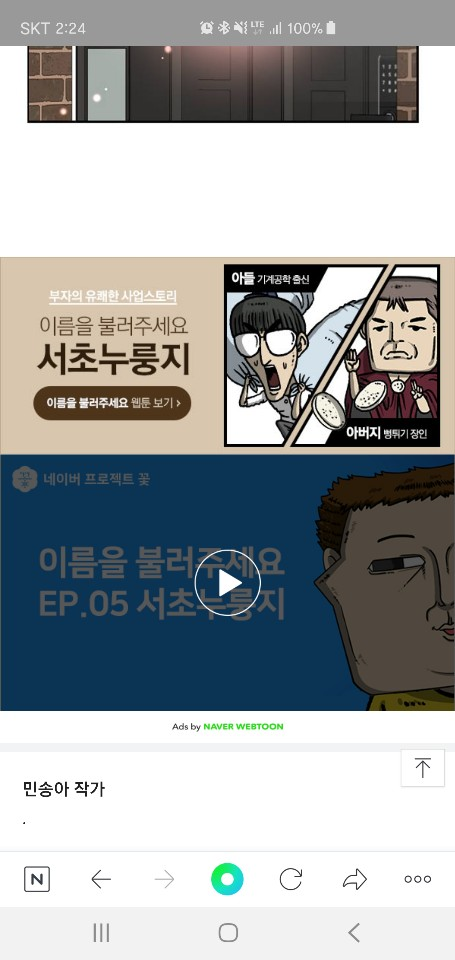 SKT 2:24
LTE
100%
부자의 유쾌한 사업스토리
이름을 불러주세요
서초누룽지
이름을 불러주세요 웹툰 보기 ›
아들 기계공학 출신
아버지 뻥튀기 장인
꽃 네이버 프로젝트 꽃
이름을 불러주세요
EP.05 서초누룽지
Ads by NAVER WEBTOON
민송아 작가
.
N